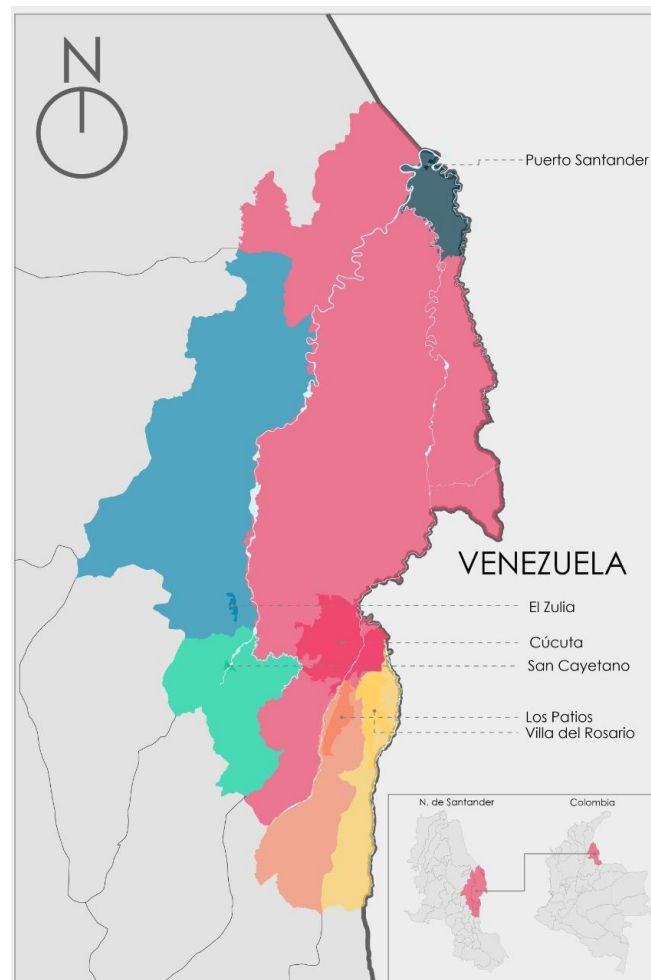 N
Puerto Santander
VENEZUELA
El Zulia
Cúcuta
San Cayetano
Los Patios
Villa del Rosario
N. de Santander
Colombia